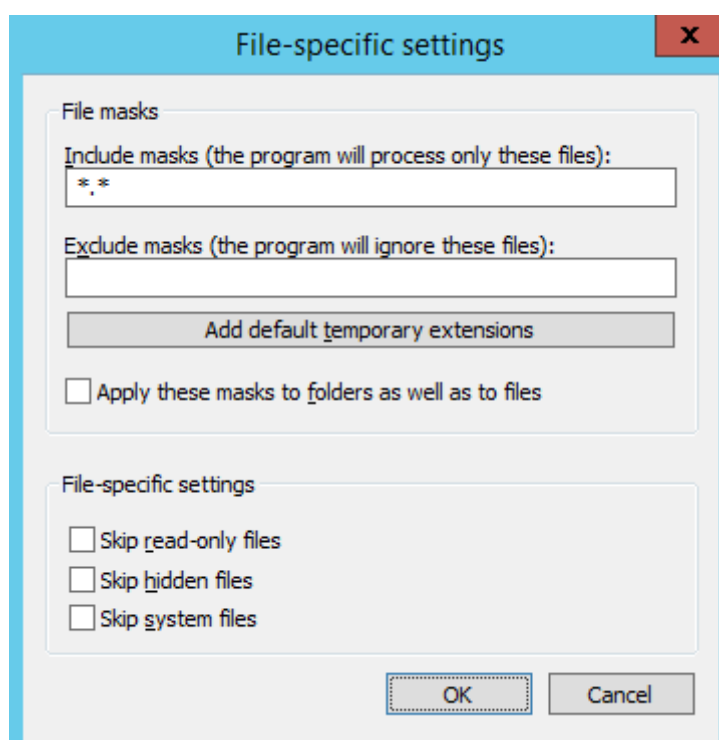 File-specific settings
x
File masks
Include masks (the program will process only these files):
*.*
Exclude masks (the program will ignore these files):
Add default temporary extensions
Apply these masks to folders as well as to files
File-specific settings
Skip read-only files
Skip hidden files
Skip system files
OK Cancel